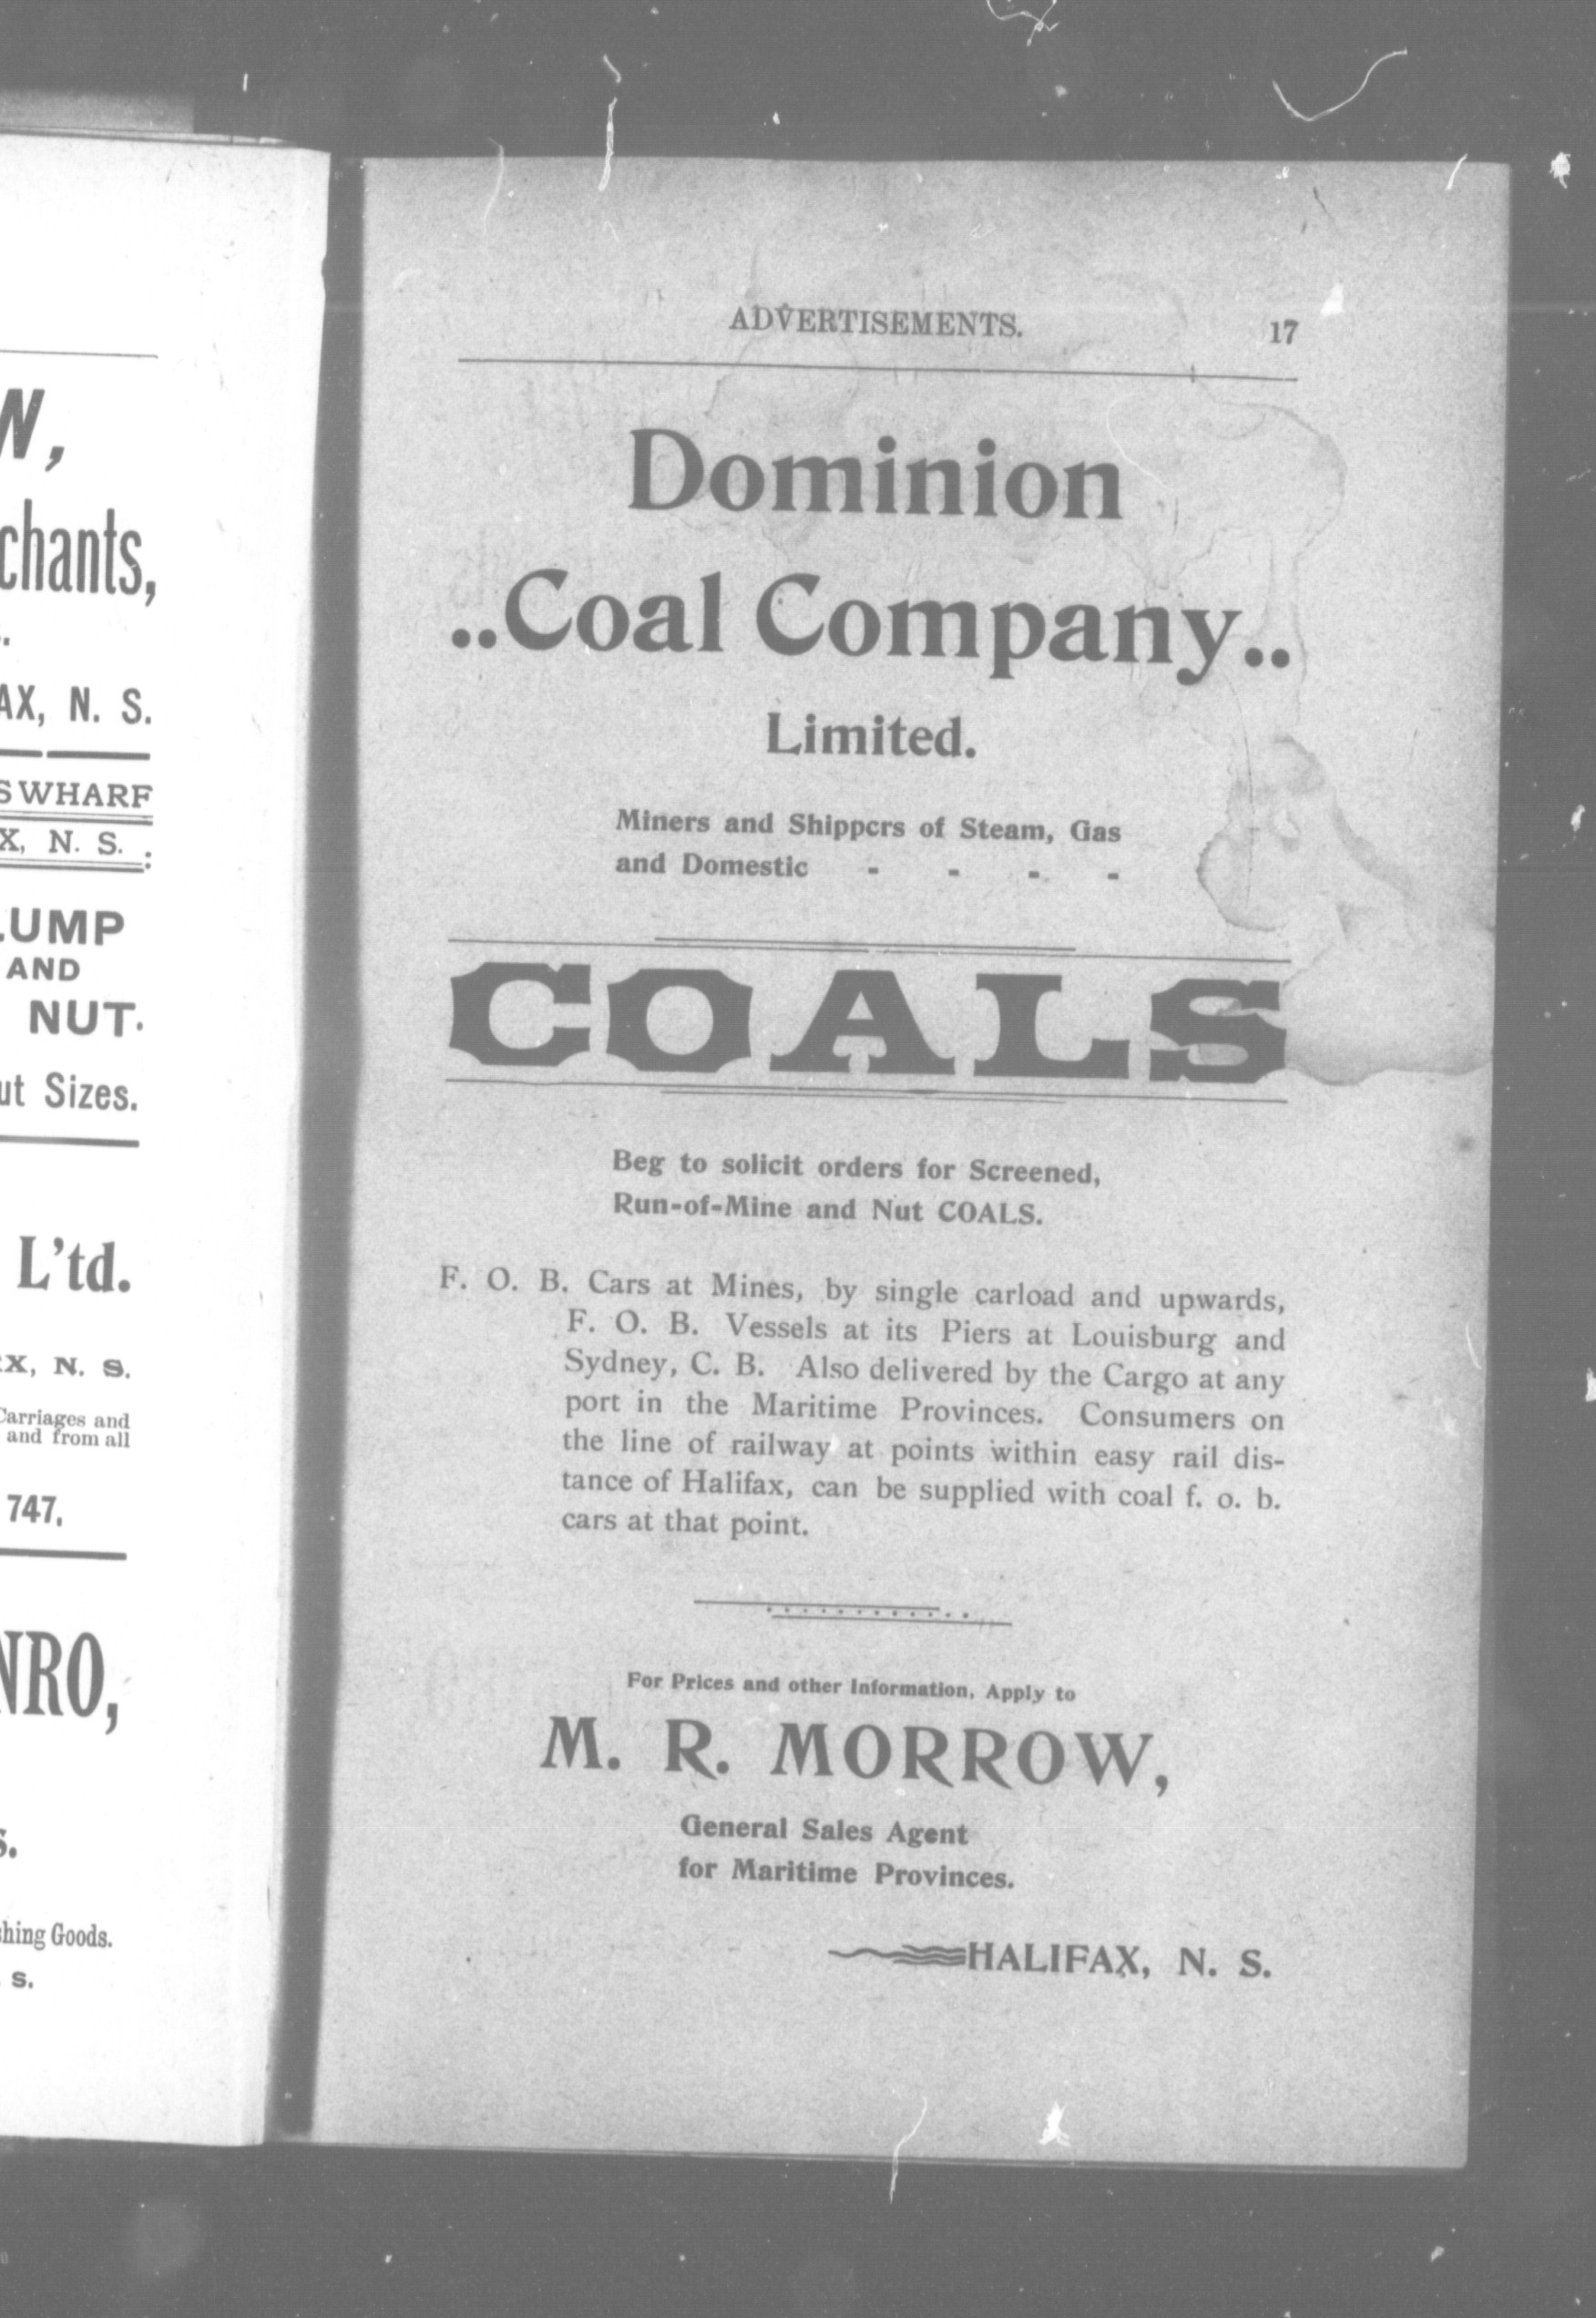 W,
chants,
AX, N. S.
S WHARF
X, N. S.
LUMP
AND
NUT.
ut Sizes.
L'td.
X, N. S.
Carriages and
and from all
747.
NRO,
s.
shing Goods.
S.
ADVERTISEMENTS. 17
Dominion
..Coal Company..
Limited.
Miners and Shippers of Steam, Gas
and Domestic - - - -
COALS
Beg to solicit orders for Screened,
Run-of-Mine and Nut COALS.
F. O. B. Cars at Mines, by single carload and upwards,
F. O. B. Vessels at its Piers at Louisburg and
Sydney, C. B. Also delivered by the Cargo at any
port in the Maritime Provinces. Consumers on
the line of railway at points within easy rail dis-
tance of Halifax, can be supplied with coal f. o. b.
cars at that point.
For Prices and other Information, Apply to
M. R. MORROW,
General Sales Agent
for Maritime Provinces.
HALIFAX, N. S.